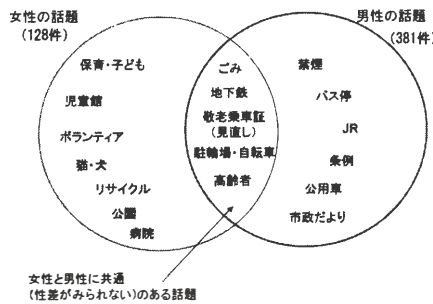 女性の話題
(128件)
男性の話題
(381件)
保育・子ども
児童館
ボランティア
猫・犬
リサイクル
公園
病院
ごみ
地下鉄
敬老乗車証
(見直し)
駐輪場・自転車
高齢者
禁煙
バス停
JR
条例
公用車
市政だより
女性と男性に共通
(性差がみられない)のある話題